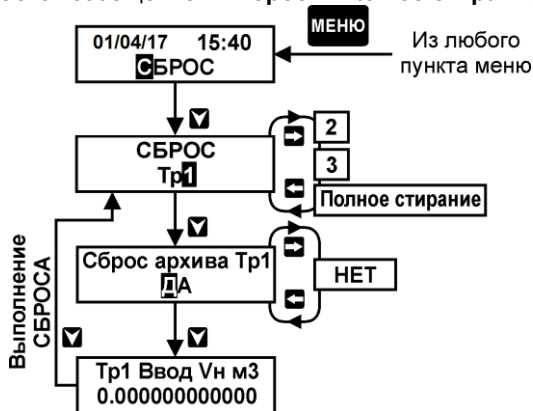 МЕНЮ
01/04/17 15:40
СБРОС
Из любого
пункта меню
СБРОС
Тр1
2
3
Полное стирание
Сброс архива Тр1
ДА
НЕТ
Выполнение
СБРОСА
Тр1 Ввод Vн м3
0.000000000000